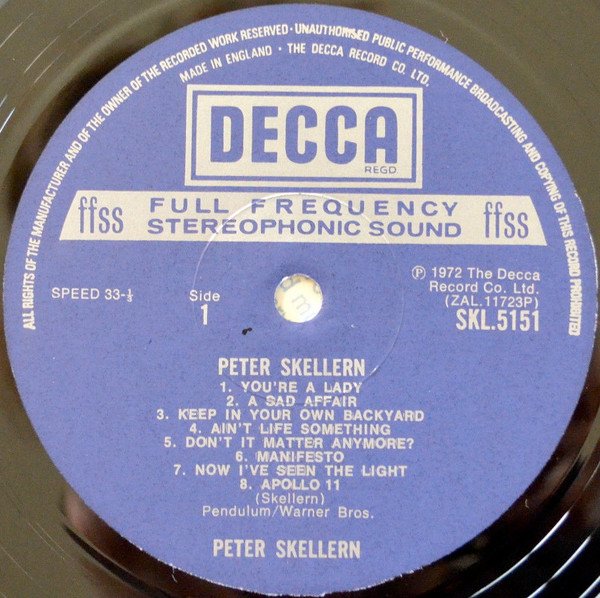 ALL RIGHTS OF THE MANUFACTURER AND OF THE OWNER OF THE RECORDED WORK RESERVED · UNAUTHORISED PUBLIC PERFORMANCE BROADCASTING AND COPYING OF THIS RECORD PROHIBITED
MADE IN ENGLAND · THE DECCA RECORD CO. LTD.
DECCA
REGD
ffss FULL FREQUENCY STEREOPHONIC SOUND ffss
SPEED 33-⅓
Side
1
℗ 1972 The Decca
Record Co. Ltd.
(ZAL.11723P)
SKL.5151
PETER SKELLERN
1. YOU'RE A LADY
2. A SAD AFFAIR
3. KEEP IN YOUR OWN BACKYARD
4. AIN'T LIFE SOMETHING
5. DON'T IT MATTER ANYMORE?
6. MANIFESTO
7. NOW I'VE SEEN THE LIGHT
8. APOLLO 11
(Skellern)
Pendulum/Warner Bros.
PETER SKELLERN